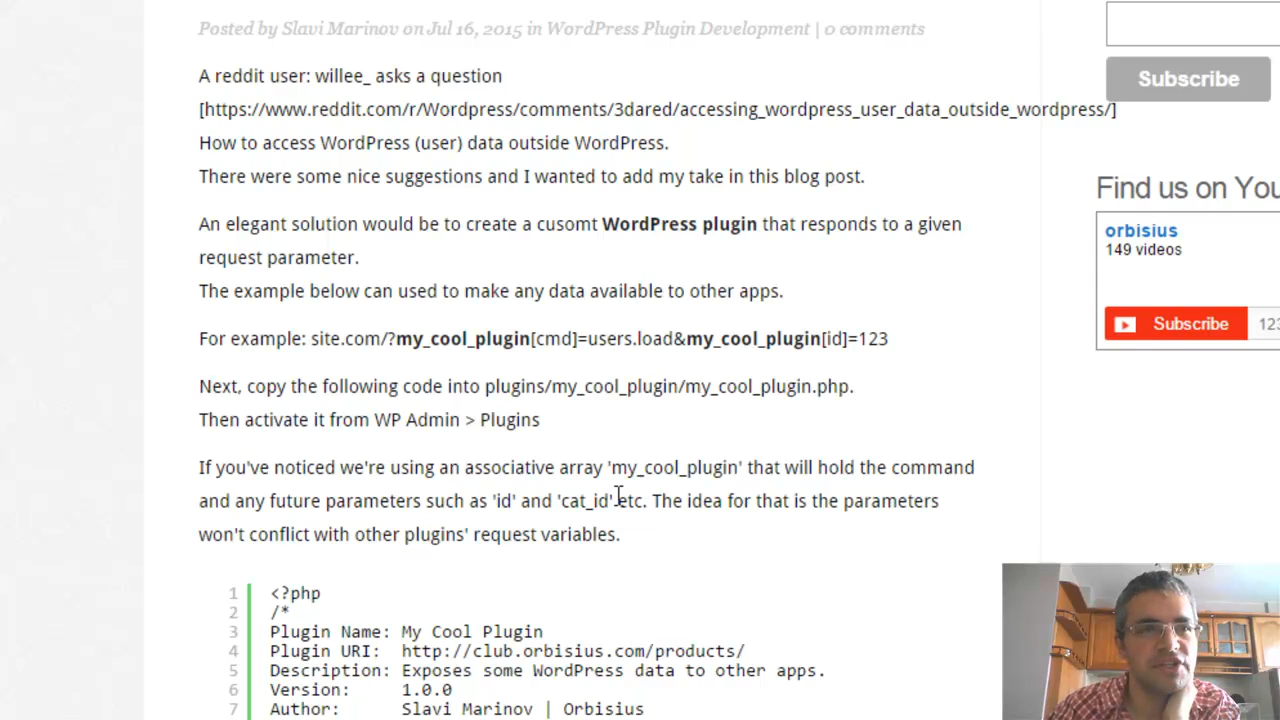 Posted by Slavi Marinov on Jul 16, 2015 in WordPress Plugin Development | 0 comments
A reddit user: willee_ asks a question
[https://www.reddit.com/r/Wordpress/comments/3dared/accessing_wordpress_user_data_outside_wordpress/]
How to access WordPress (user) data outside WordPress.
There were some nice suggestions and I wanted to add my take in this blog post.
An elegant solution would be to create a cusomt WordPress plugin that responds to a given
request parameter.
The example below can used to make any data available to other apps.
For example: site.com/?my_cool_plugin[cmd]=users.load&my_cool_plugin[id]=123
Next, copy the following code into plugins/my_cool_plugin/my_cool_plugin.php.
Then activate it from WP Admin > Plugins
If you've noticed we're using an associative array 'my_cool_plugin' that will hold the command
and any future parameters such as 'id' and 'cat_id'.etc. The idea for that is the parameters
won't conflict with other plugins' request variables.
1 <?php
2 /*
3 Plugin Name: My Cool Plugin
4 Plugin URI: http://club.orbisius.com/products/
5 Description: Exposes some WordPress data to other apps.
6 Version: 1.0.0
7 Author: Slavi Marinov | Orbisius
Subscribe
Find us on You
orbisius
149 videos
Subscribe
123